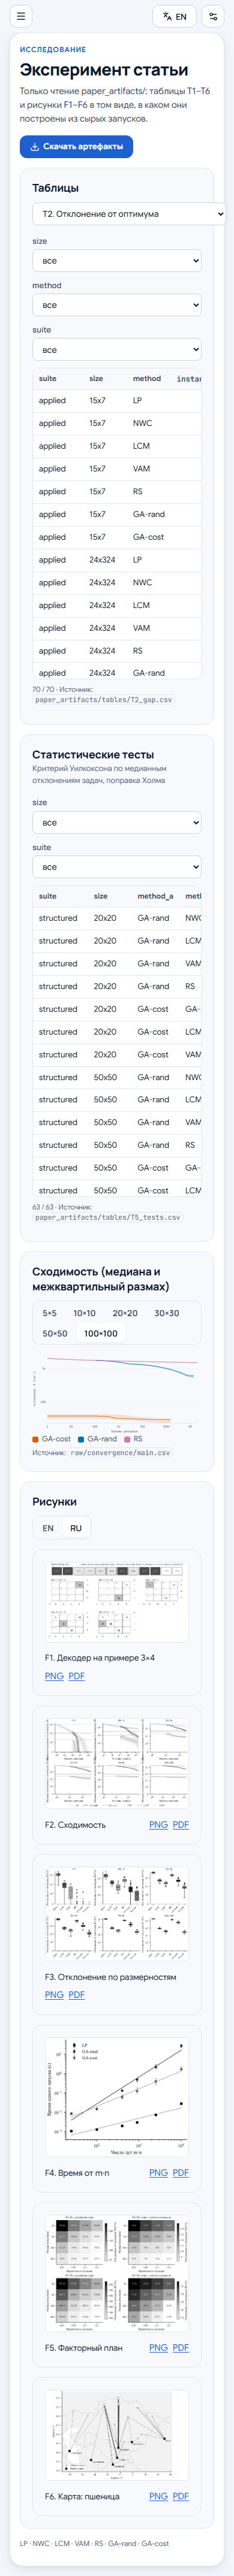 EN
ИССЛЕДОВАНИЕ
Эксперимент статьи
Только чтение paper_artifacts/: таблицы T1–T6
и рисунки F1–F6 в том виде, в каком они
построены из сырых запусков.
Скачать артефакты
Таблицы
T2. Отклонение от оптимума
size
все
method
все
suite
все
suite size method
applied 15x7 LP
applied 15x7 NWC
applied 15x7 LCM
applied 15x7 VAM
applied 15x7 RS
applied 15x7 GA-rand
applied 15x7 GA-cost
applied 24x324 LP
applied 24x324 NWC
applied 24x324 LCM
applied 24x324 VAM
applied 24x324 RS
applied 24x324 GA-rand
70 / 70 · Источник:
paper_artifacts/tables/T2_gap.csv
Статистические тесты
Критерий Уилкоксона по медианным
отклонениям задач, поправка Холма
size
все
suite
все
suite size method_a
structured 20x20 GA-rand NWC
structured 20x20 GA-rand LCM
structured 20x20 GA-rand VAM
structured 20x20 GA-rand RS
structured 20x20 GA-cost GA-
structured 20x20 GA-cost LCM
structured 20x20 GA-cost VAM
structured 50x50 GA-rand NWC
structured 50x50 GA-rand LCM
structured 50x50 GA-rand VAM
structured 50x50 GA-rand RS
structured 50x50 GA-cost GA-
structured 50x50 GA-cost LCM
63 / 63 · Источник:
paper_artifacts/tables/T5_tests.csv
Сходимость (медиана и
межквартильный размах)
5×5 10×10 20×20 30×30
50×50 100×100
GA-cost GA-rand RS
Источник: raw/convergence/main.csv
Рисунки
EN RU
F1. Декодер на примере 3×4
PNG PDF
F2. Сходимость PNG PDF
F3. Отклонение по размерностям
PNG PDF
LP
GA-rand
GA-cost
Время одного запуска (с)
Число дуг m·n
F4. Время от m·n PNG PDF
F5. Факторный план PNG PDF
F6. Карта: пшеница PNG PDF
LP · NWC · LCM · VAM · RS · GA-rand · GA-cost